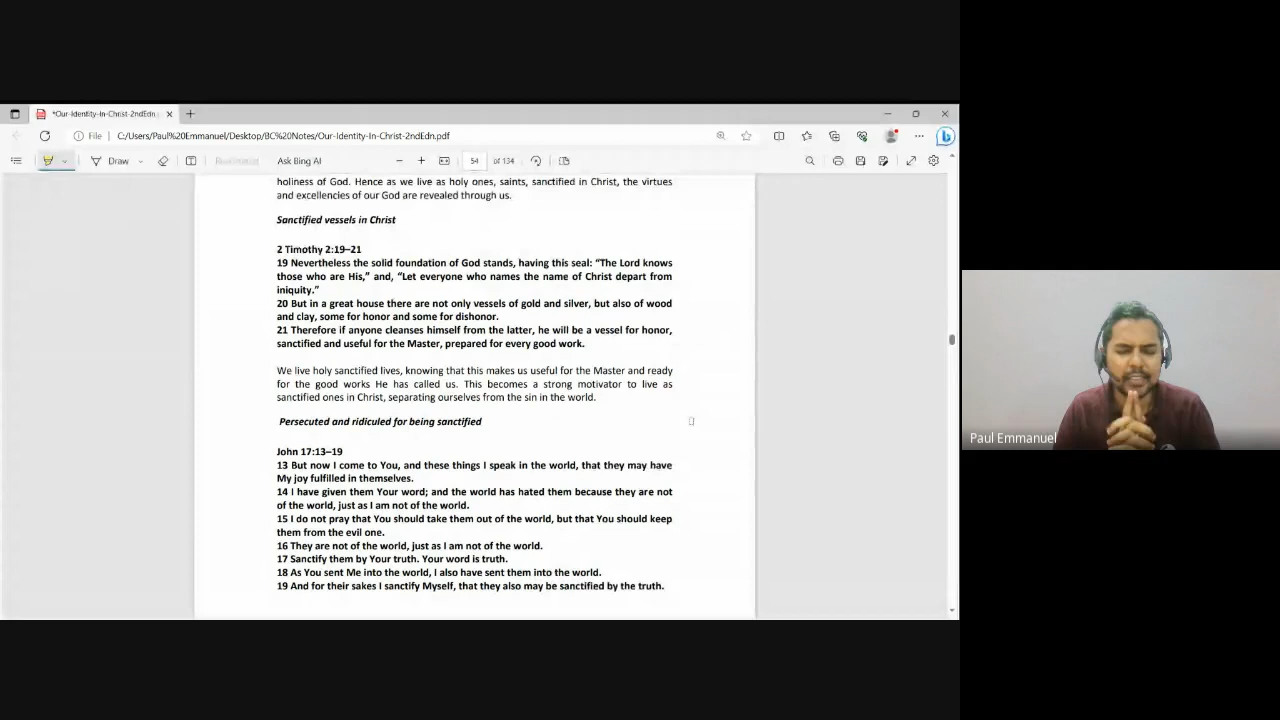 *Our-Identity-In-Christ-2ndEdn.
File C:/Users/Paul%20Emmanuel/Desktop/BC%20Notes/Our-Identity-In-Christ-2ndEdn.pdf
Draw Ask Bing AI 54 of 134
holiness of God. Hence as we live as holy ones, saints, sanctified in Christ, the virtues
and excellencies of our God are revealed through us.
Sanctified vessels in Christ
2 Timothy 2:19–21
19 Nevertheless the solid foundation of God stands, having this seal: “The Lord knows
those who are His,” and, “Let everyone who names the name of Christ depart from
iniquity.”
20 But in a great house there are not only vessels of gold and silver, but also of wood
and clay, some for honor and some for dishonor.
21 Therefore if anyone cleanses himself from the latter, he will be a vessel for honor,
sanctified and useful for the Master, prepared for every good work.
We live holy sanctified lives, knowing that this makes us useful for the Master and ready
for the good works He has called us. This becomes a strong motivator to live as
sanctified ones in Christ, separating ourselves from the sin in the world.
Persecuted and ridiculed for being sanctified
John 17:13–19
13 But now I come to You, and these things I speak in the world, that they may have
My joy fulfilled in themselves.
14 I have given them Your word; and the world has hated them because they are not
of the world, just as I am not of the world.
15 I do not pray that You should take them out of the world, but that You should keep
them from the evil one.
16 They are not of the world, just as I am not of the world.
17 Sanctify them by Your truth. Your word is truth.
18 As You sent Me into the world, I also have sent them into the world.
19 And for their sakes I sanctify Myself, that they also may be sanctified by the truth.
Paul Emmanuel